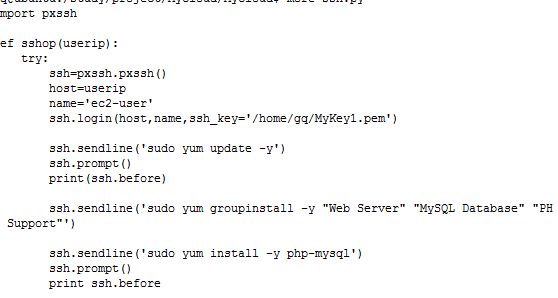 import pxssh
ef sshop(userip):
try:
ssh=pxssh.pxssh()
host=userip
name='ec2-user'
ssh.login(host,name,ssh_key='/home/gq/MyKey1.pem')
ssh.sendline('sudo yum update -y')
ssh.prompt()
print(ssh.before)
ssh.sendline('sudo yum groupinstall -y "Web Server" "MySQL Database" "PH
Support"')
ssh.sendline('sudo yum install -y php-mysql')
ssh.prompt()
print ssh.before